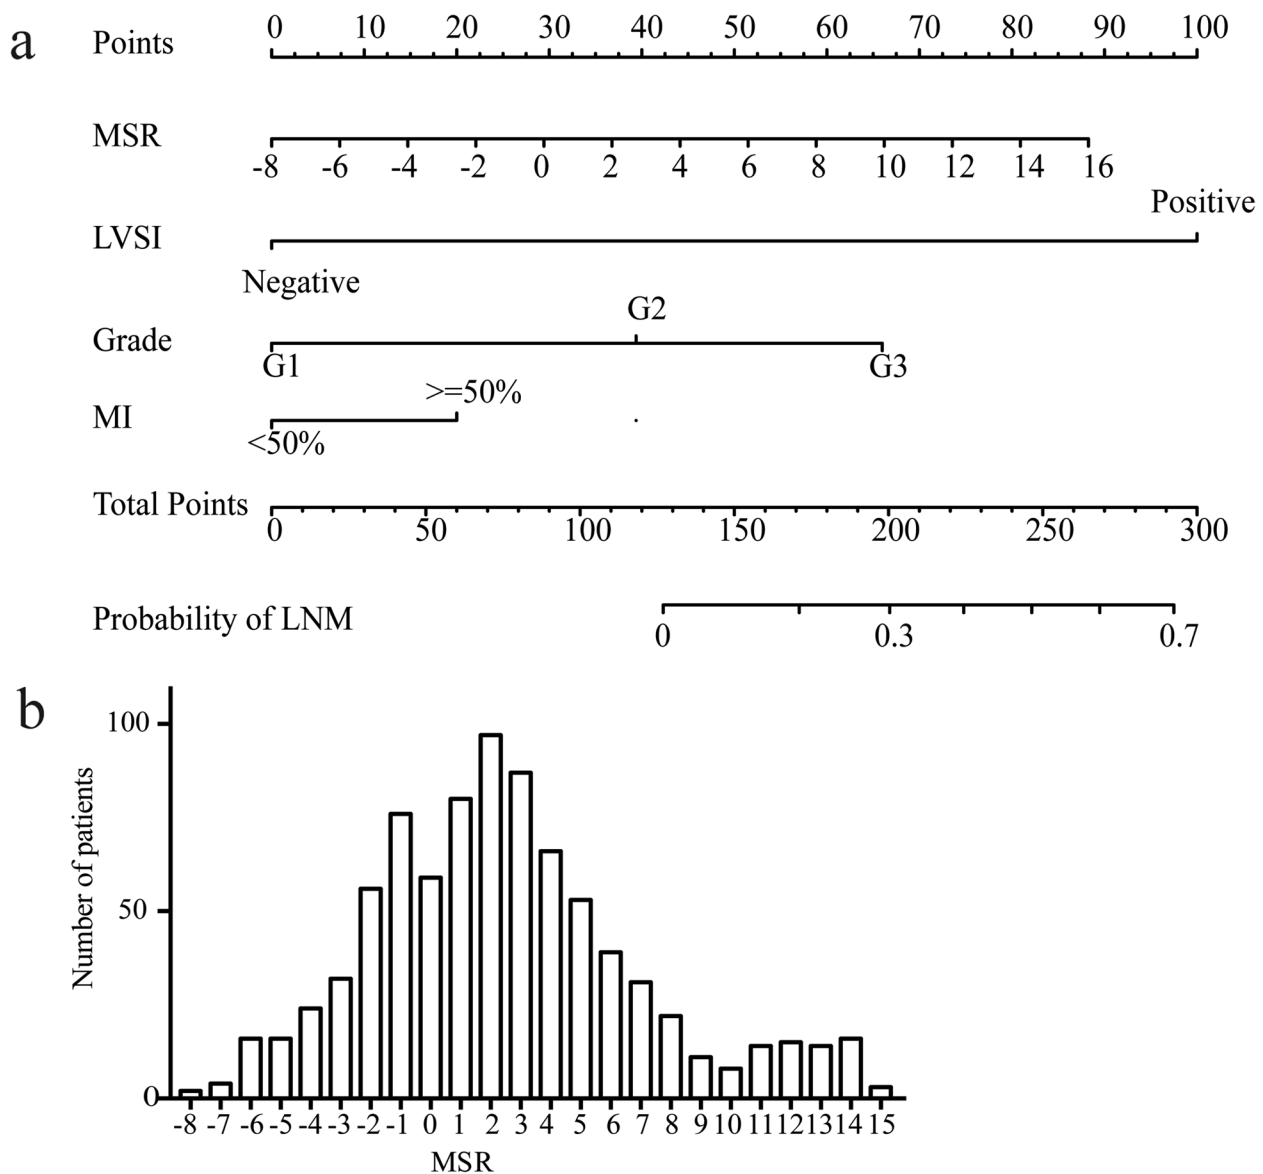 a
Points
0 10 20 30 40 50 60 70 80 90 100
MSR
-8 -6 -4 -2 0 2 4 6 8 10 12 14 16
Positive
LVSI
Negative
G2
Grade
G1 G3
>=50%
MI
<50%
Total Points
0 50 100 150 200 250 300
Probability of LNM
0 0.3 0.7
b
100
50
0
Number of patients
-8 -7 -6 -5 -4 -3 -2 -1 0 1 2 3 4 5 6 7 8 9 10 11 12 13 14 15
MSR